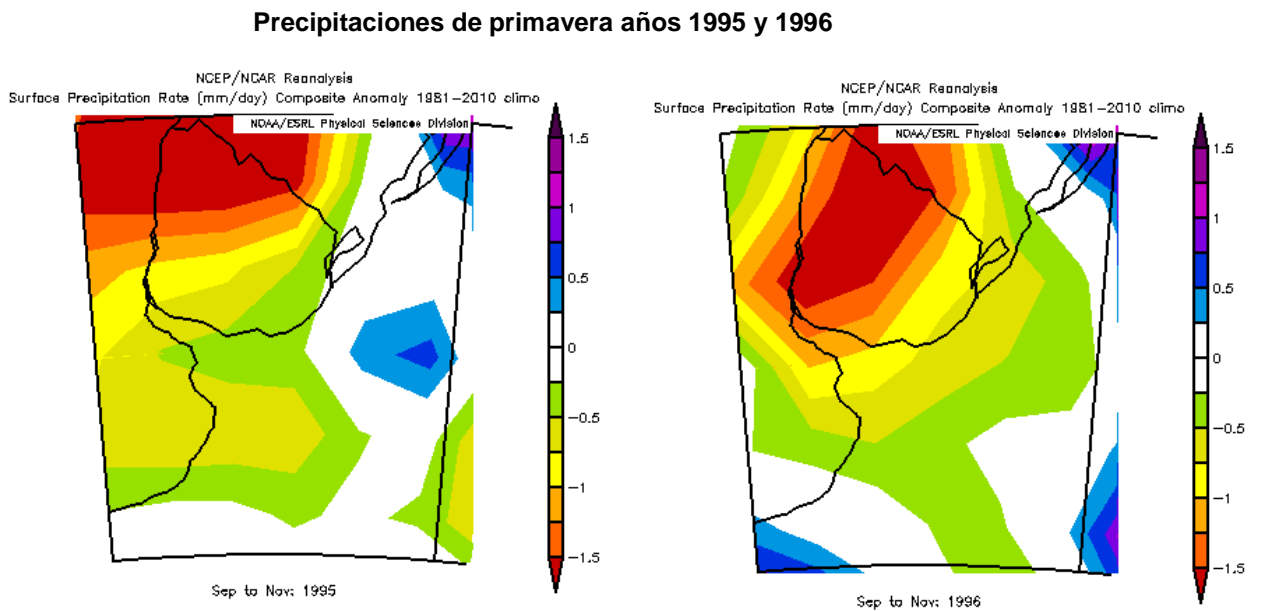 Precipitaciones de primavera años 1995 y 1996
NCEP/NCAR Reanalysis
Surface Precipitation Rate (mm/day) Composite Anomaly 1981-2010 climo
NOAA/ESRL Physical Sciences Division
1.5
1
0.5
0
-0.5
-1
-1.5
Sep to Nov: 1995
NCEP/NCAR Reanalysis
Surface Precipitation Rate (mm/day) Composite Anomaly 1981-2010 climo
NOAA/ESRL Physical Sciences Division
1.5
1
0.5
0
-0.5
-1
-1.5
Sep to Nov: 1996